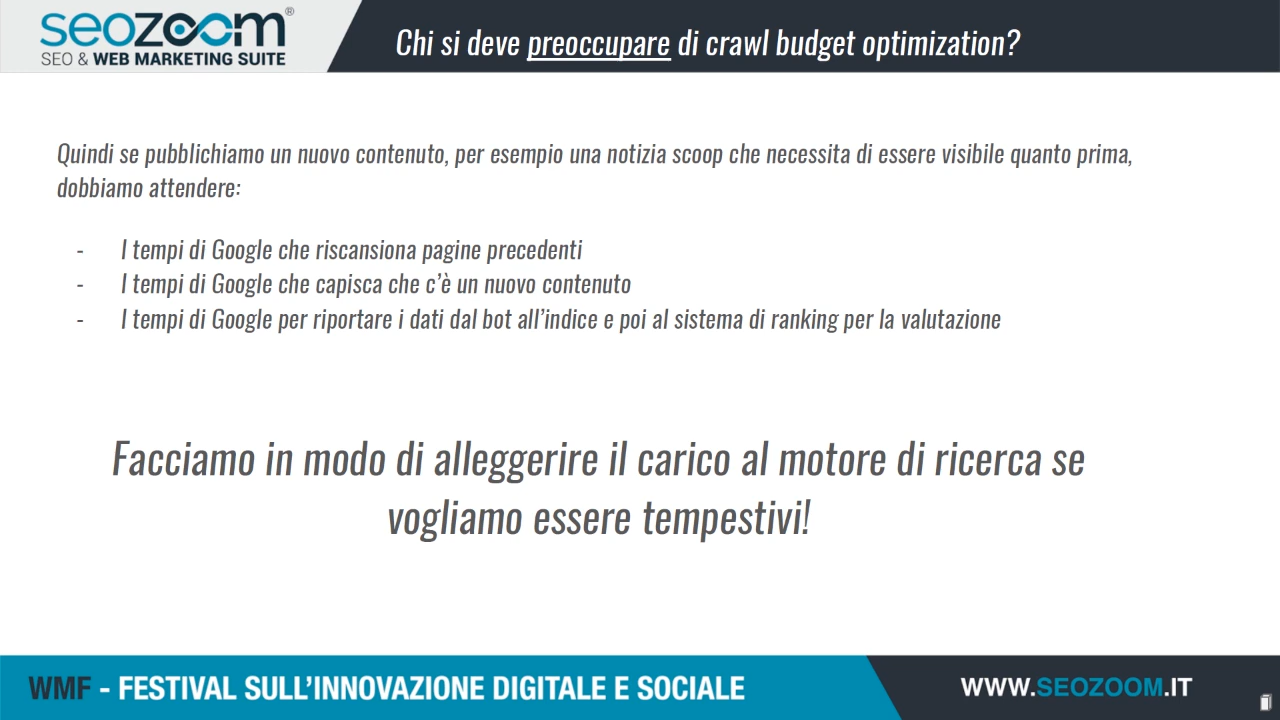 seozoom®
SEO & WEB MARKETING SUITE
Chi si deve preoccupare di crawl budget optimization?
Quindi se pubblichiamo un nuovo contenuto, per esempio una notizia scoop che necessita di essere visibile quanto prima,
dobbiamo attendere:
- I tempi di Google che riscansiona pagine precedenti
- I tempi di Google che capisca che c’è un nuovo contenuto
- I tempi di Google per riportare i dati dal bot all’indice e poi al sistema di ranking per la valutazione
Facciamo in modo di alleggerire il carico al motore di ricerca se
vogliamo essere tempestivi!
WMF - FESTIVAL SULL’INNOVAZIONE DIGITALE E SOCIALE
WWW.SEOZOOM.IT